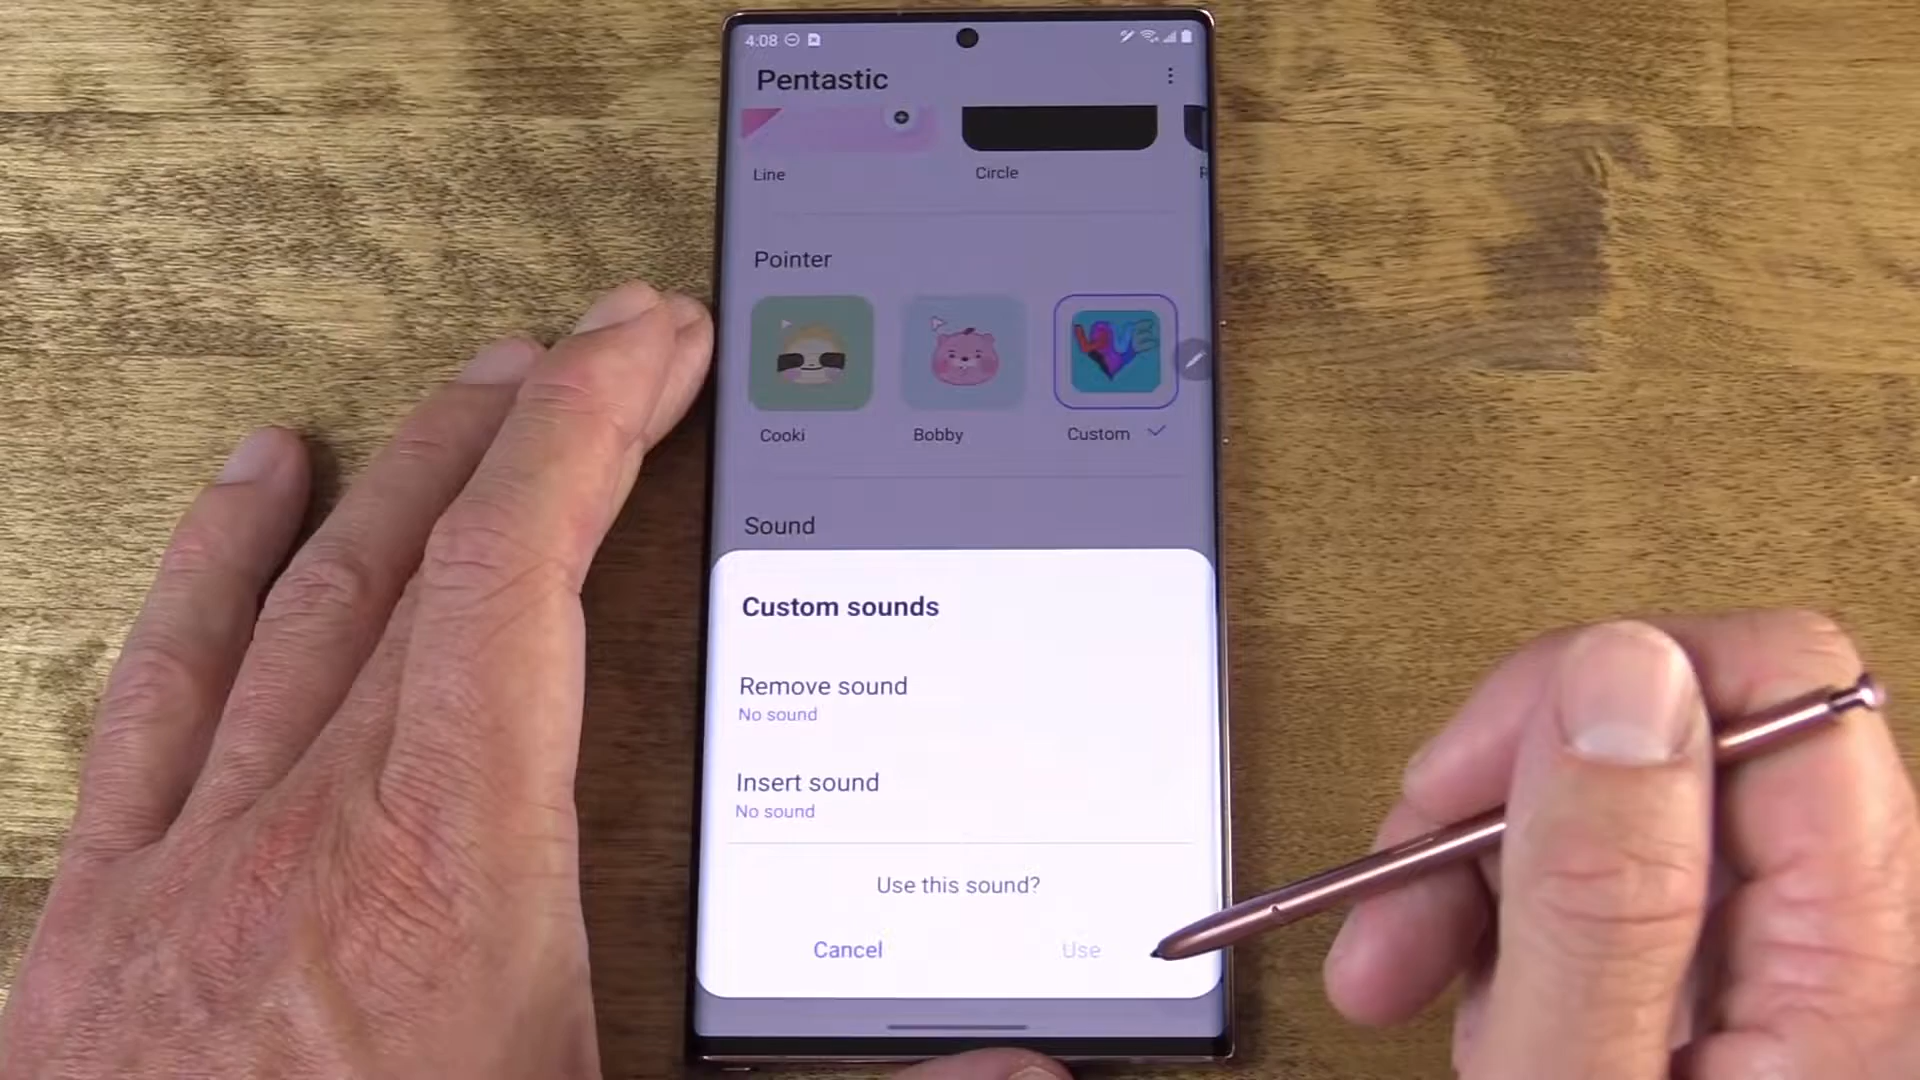 4:08
Pentastic
Line
Circle
Pointer
LOVE
Cooki
Bobby
Custom
Sound
Custom sounds
Remove sound
No sound
Insert sound
No sound
Use this sound?
Cancel
Use